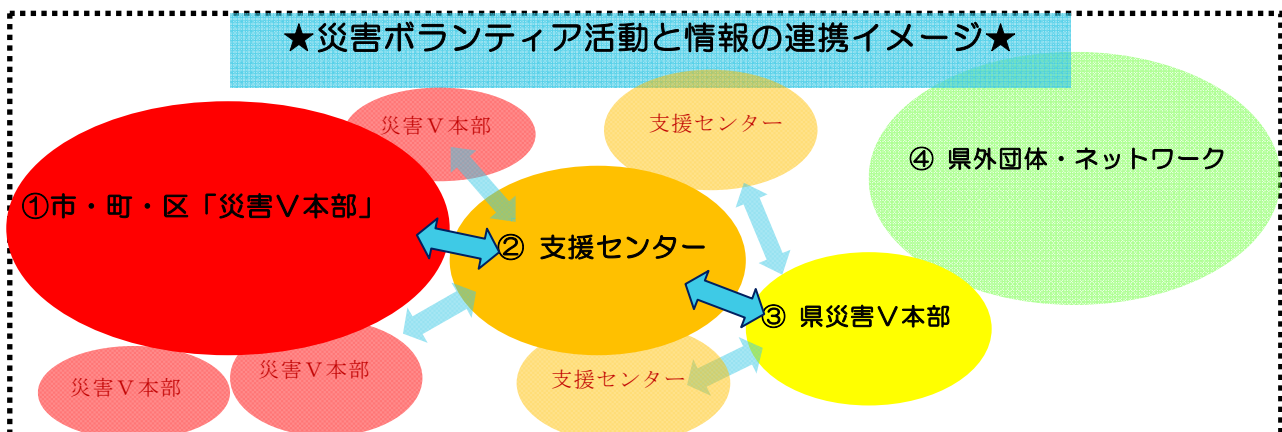 ★災害ボランティア活動と情報の連携イメージ★
災害Ｖ本部
支援センター
④ 県外団体・ネットワーク
①市・町・区「災害Ｖ本部」
② 支援センター
③ 県災害Ｖ本部
災害Ｖ本部
災害Ｖ本部
支援センター